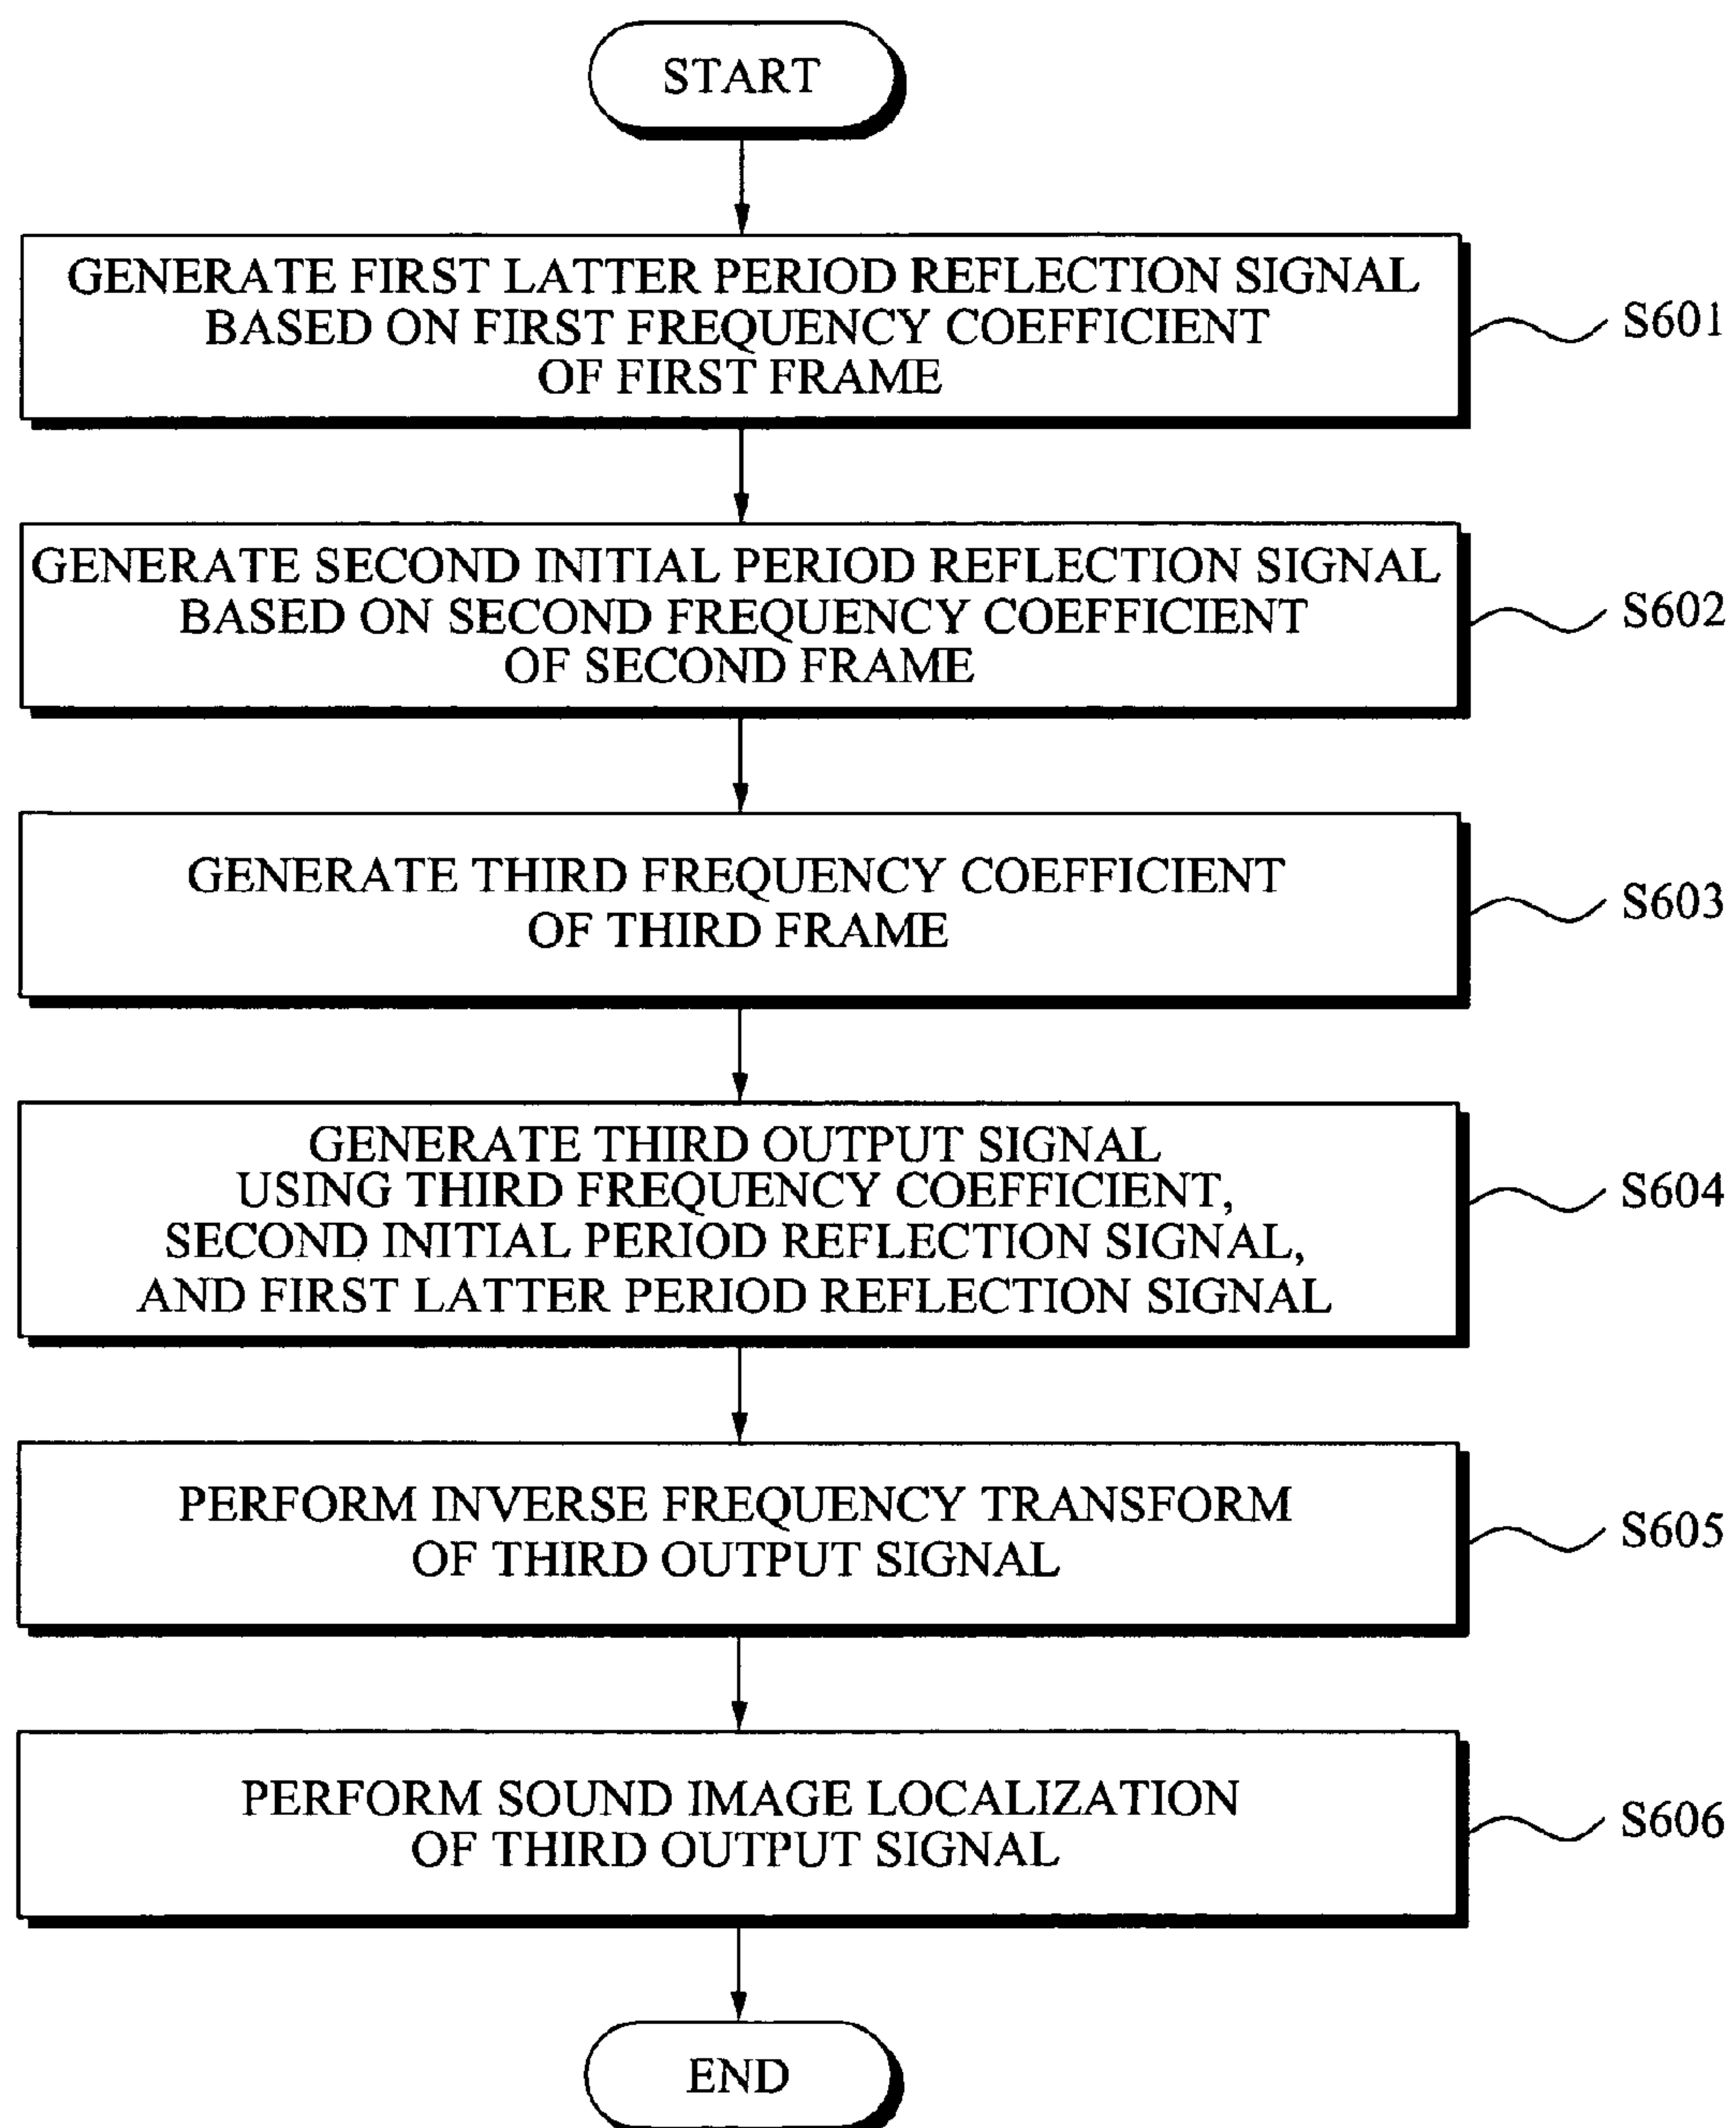 START
GENERATE FIRST LATTER PERIOD REFLECTION SIGNAL
BASED ON FIRST FREQUENCY COEFFICIENT
OF FIRST FRAME
S601
GENERATE SECOND INITIAL PERIOD REFLECTION SIGNAL
BASED ON SECOND FREQUENCY COEFFICIENT
OF SECOND FRAME
S602
GENERATE THIRD FREQUENCY COEFFICIENT
OF THIRD FRAME
S603
GENERATE THIRD OUTPUT SIGNAL
USING THIRD FREQUENCY COEFFICIENT,
SECOND INITIAL PERIOD REFLECTION SIGNAL,
AND FIRST LATTER PERIOD REFLECTION SIGNAL
S604
PERFORM INVERSE FREQUENCY TRANSFORM
OF THIRD OUTPUT SIGNAL
S605
PERFORM SOUND IMAGE LOCALIZATION
OF THIRD OUTPUT SIGNAL
S606
END